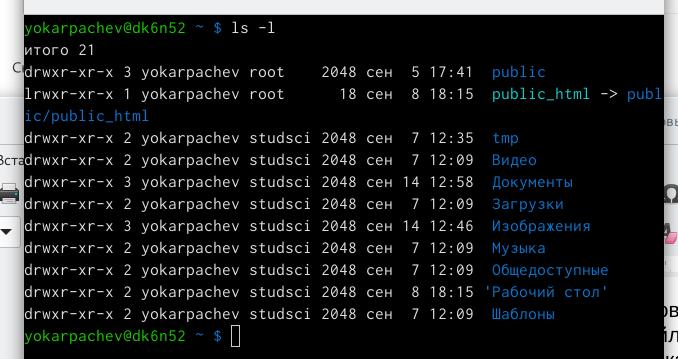 yokarpachev@dk6n52 ~ $ ls -l
итого 21
drwxr-xr-x 3 yokarpachev root    2048 сен  5 17:41  public
lrwxr-xr-x 1 yokarpachev root      18 сен  8 18:15  public_html -> publ
ic/public_html
drwxr-xr-x 2 yokarpachev studsci 2048 сен  7 12:35  tmp
drwxr-xr-x 2 yokarpachev studsci 2048 сен  7 12:09  Видео
drwxr-xr-x 3 yokarpachev studsci 2048 сен 14 12:58  Документы
drwxr-xr-x 2 yokarpachev studsci 2048 сен  7 12:09  Загрузки
drwxr-xr-x 3 yokarpachev studsci 2048 сен 14 12:46  Изображения
drwxr-xr-x 2 yokarpachev studsci 2048 сен  7 12:09  Музыка
drwxr-xr-x 2 yokarpachev studsci 2048 сен  7 12:09  Общедоступные
drwxr-xr-x 2 yokarpachev studsci 2048 сен  8 18:15 'Рабочий стол'
drwxr-xr-x 2 yokarpachev studsci 2048 сен  7 12:09  Шаблоны
yokarpachev@dk6n52 ~ $